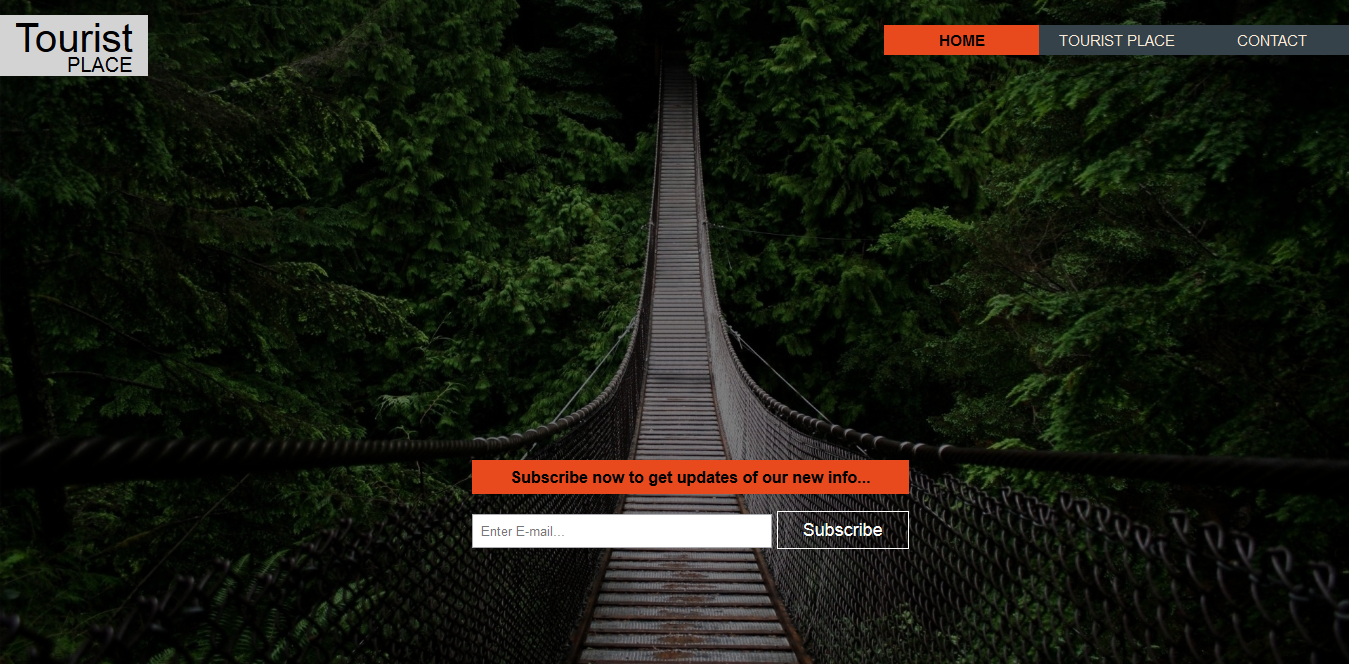 Tourist
PLACE
HOME TOURIST PLACE CONTACT
Subscribe now to get updates of our new info...
Enter E-mail... Subscribe